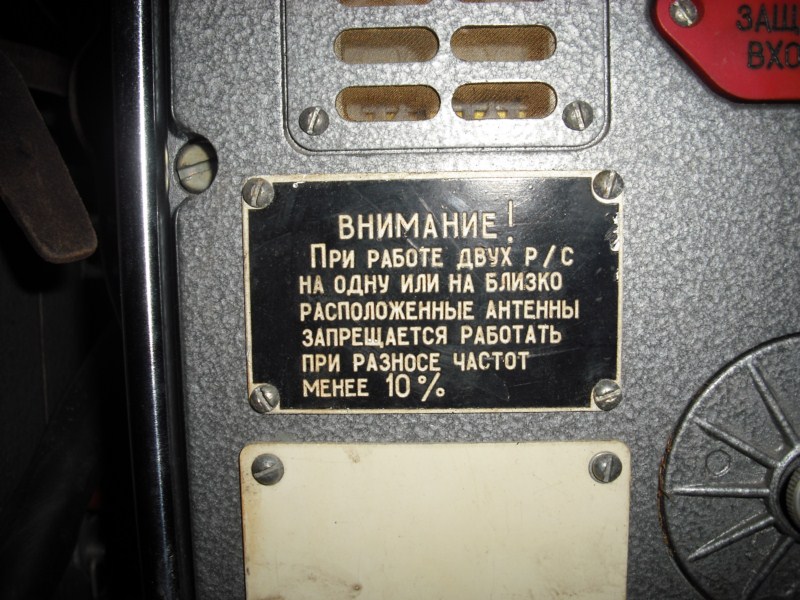 ВНИМАНИЕ!
ПРИ РАБОТЕ ДВУХ Р/С
НА ОДНУ ИЛИ НА БЛИЗКО
РАСПОЛОЖЕННЫЕ АНТЕННЫ
ЗАПРЕЩАЕТСЯ РАБОТАТЬ
ПРИ РАЗНОСЕ ЧАСТОТ
МЕНЕЕ 10%